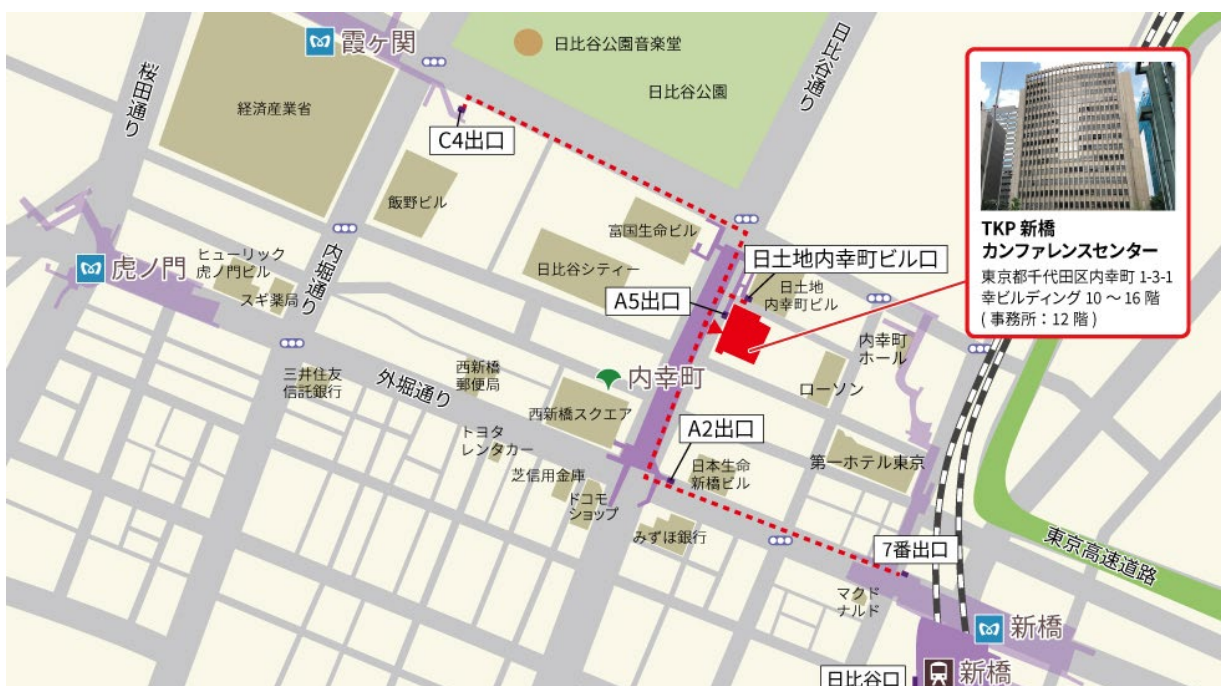 霞ヶ関
日比谷公園音楽堂
日比谷公園
日比谷通り
桜田通り
経済産業省
C4出口
飯野ビル
富国生命ビル
日比谷シティー
内堀通り
虎ノ門
ヒューリック
虎ノ門ビル
スギ薬局
日土地内幸町ビル口
A5出口
日土地
内幸町ビル
TKP 新橋
カンファレンスセンター
東京都千代田区内幸町 1-3-1
幸ビルディング 10 〜 16 階
( 事務所:12 階 )
内幸町
ホール
三井住友
信託銀行
外堀通り
西新橋
郵便局
内幸町
ローソン
西新橋スクエア
A2出口
トヨタ
レンタカー
芝信用金庫
ドコモ
ショップ
日本生命
新橋ビル
第一ホテル東京
みずほ銀行
7番出口
東京高速道路
マクド
ナルド
新橋
新橋
日比谷口